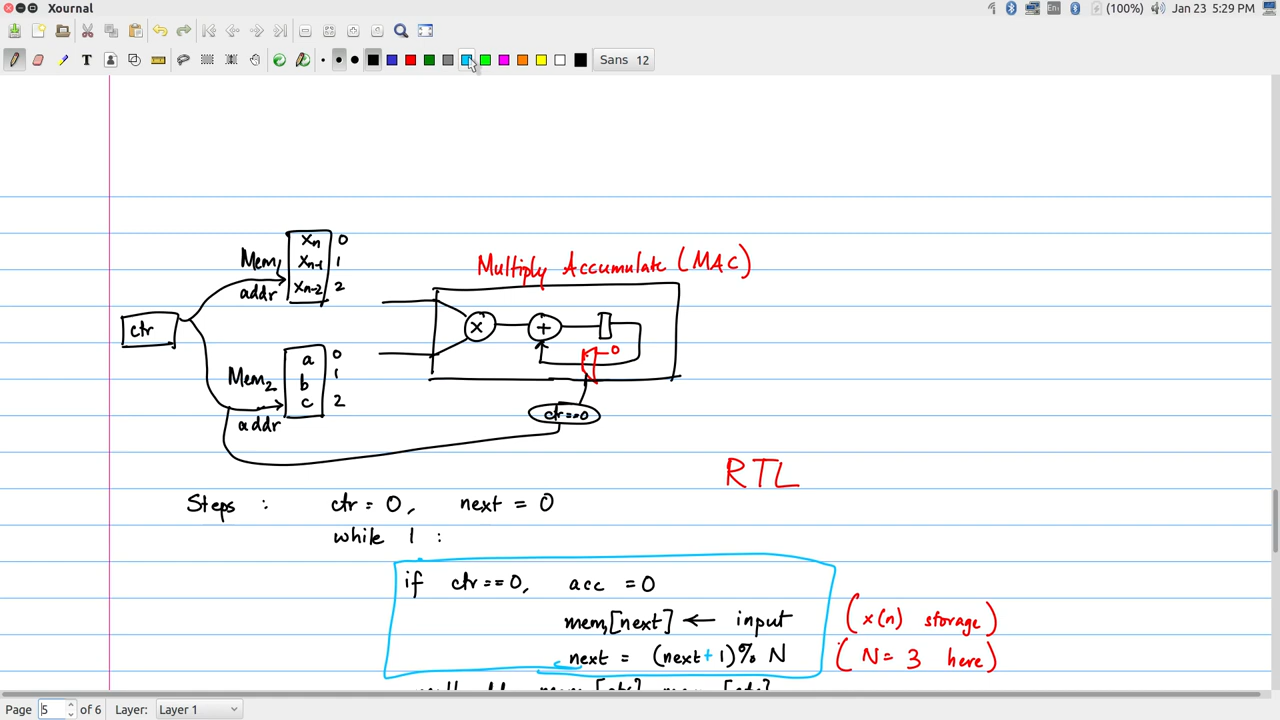 Xournal
En
(100%)
Jan 23 5:29 PM
Sans 12
Mem1
addr
xn 0
xn-1 1
xn-2 2
Multiply Accumulate (MAC)
ctr
x
+
0
Mem2
addr
a 0
b 1
c 2
ctr==0
RTL
Steps : ctr = 0, next = 0
while 1 :
if ctr==0, acc = 0
mem1[next] ← input (x(n) storage)
next = (next+1)% N (N=3 here)
Page 5 of 6 Layer: Layer 1